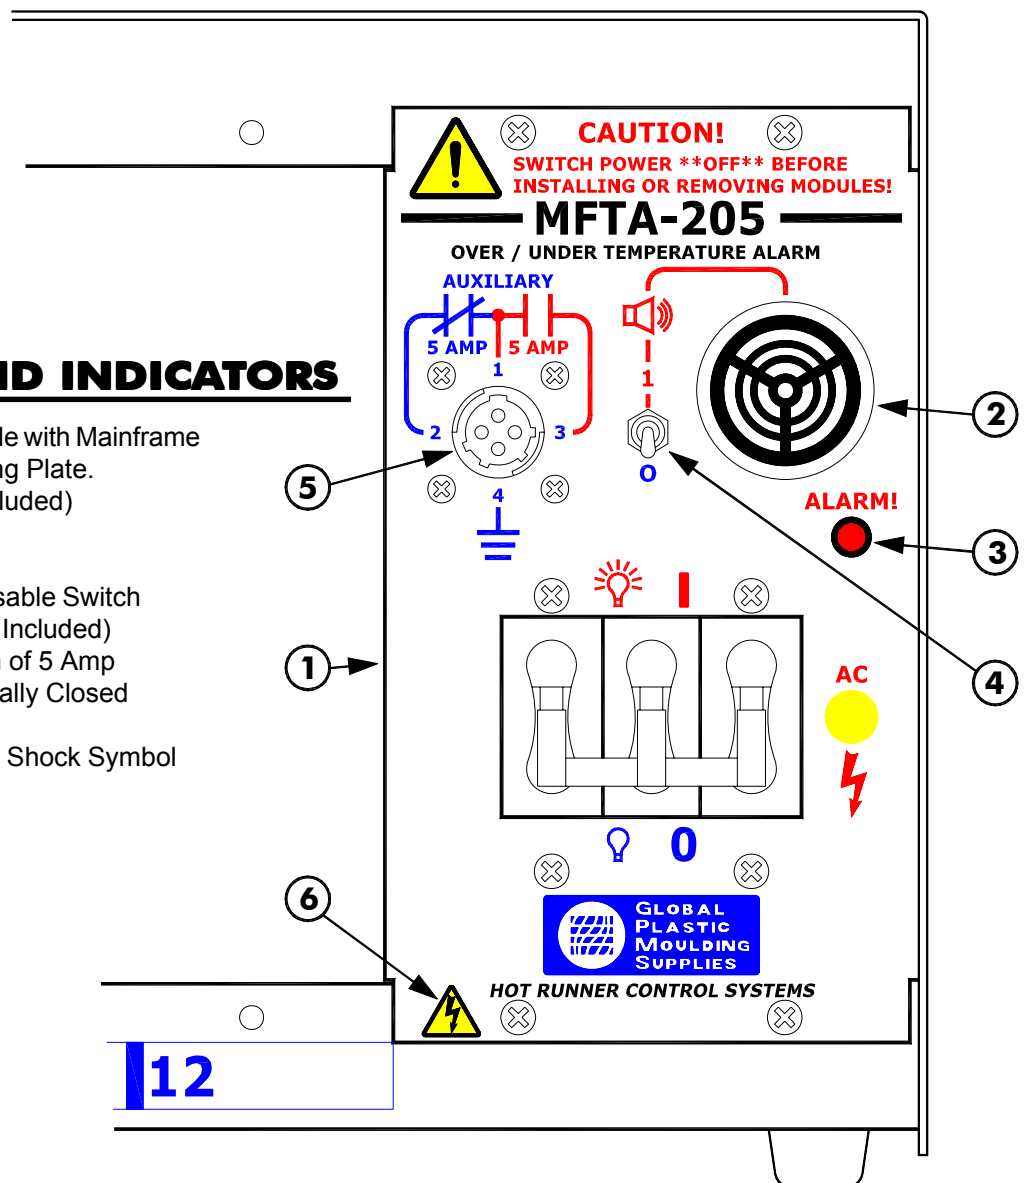 CAUTION!
SWITCH POWER **OFF** BEFORE
INSTALLING OR REMOVING MODULES!
MFTA-205
OVER / UNDER TEMPERATURE ALARM
AUXILIARY
5 AMP 5 AMP
1
2 3
4
1
O
ALARM!
I
AC
0
GLOBAL
PLASTIC
MOULDING
SUPPLIES
HOT RUNNER CONTROL SYSTEMS
ND INDICATORS
le with Mainframe
ng Plate.
luded)
sable Switch
Included)
n of 5 Amp
ally Closed
Shock Symbol
2
5
3
1
4
6
12